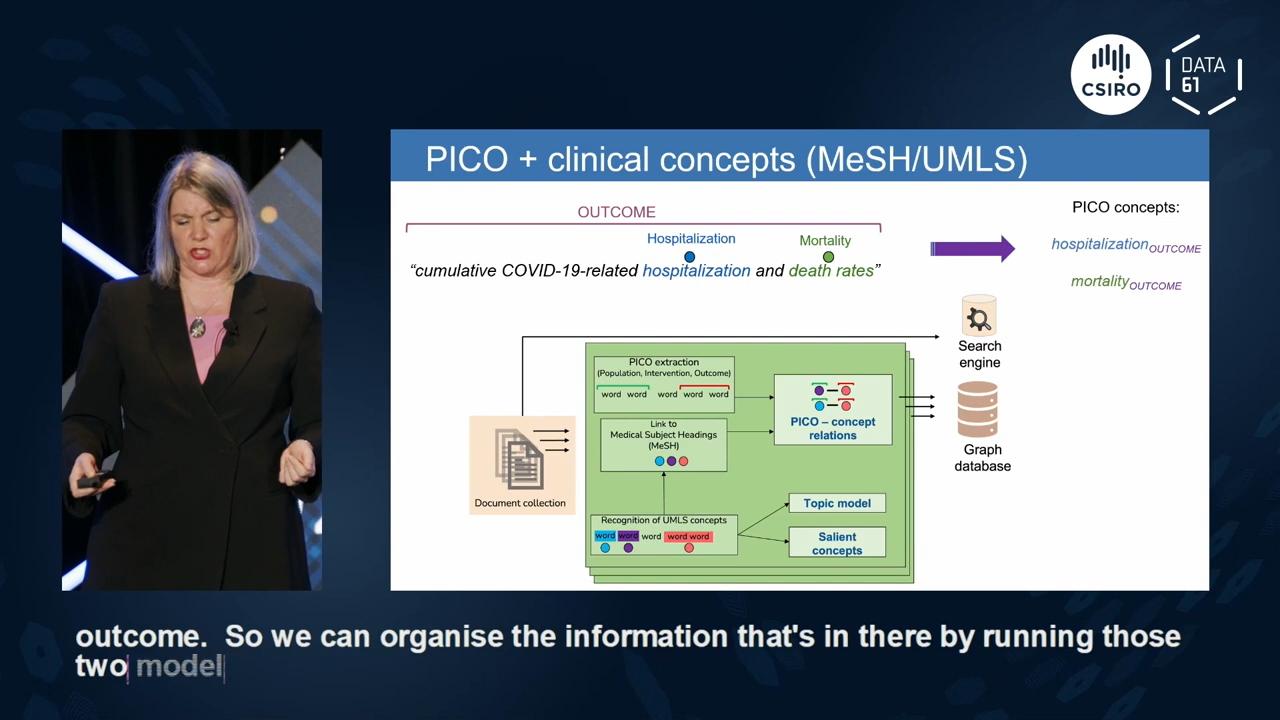 CSIRO
DATA
61
PICO + clinical concepts (MeSH/UMLS)
OUTCOME
Hospitalization
Mortality
“cumulative COVID-19-related hospitalization and death rates”
PICO concepts:
hospitalizationOUTCOME
mortalityOUTCOME
Search
engine
PICO extraction
(Population, Intervention, Outcome)
word word word word word
Link to
Medical Subject Headings
(MeSH)
PICO – concept
relations
Graph
database
Document collection
Recognition of UMLS concepts
word word word word word
Topic model
Salient
concepts
outcome. So we can organise the information that's in there by running those
two model